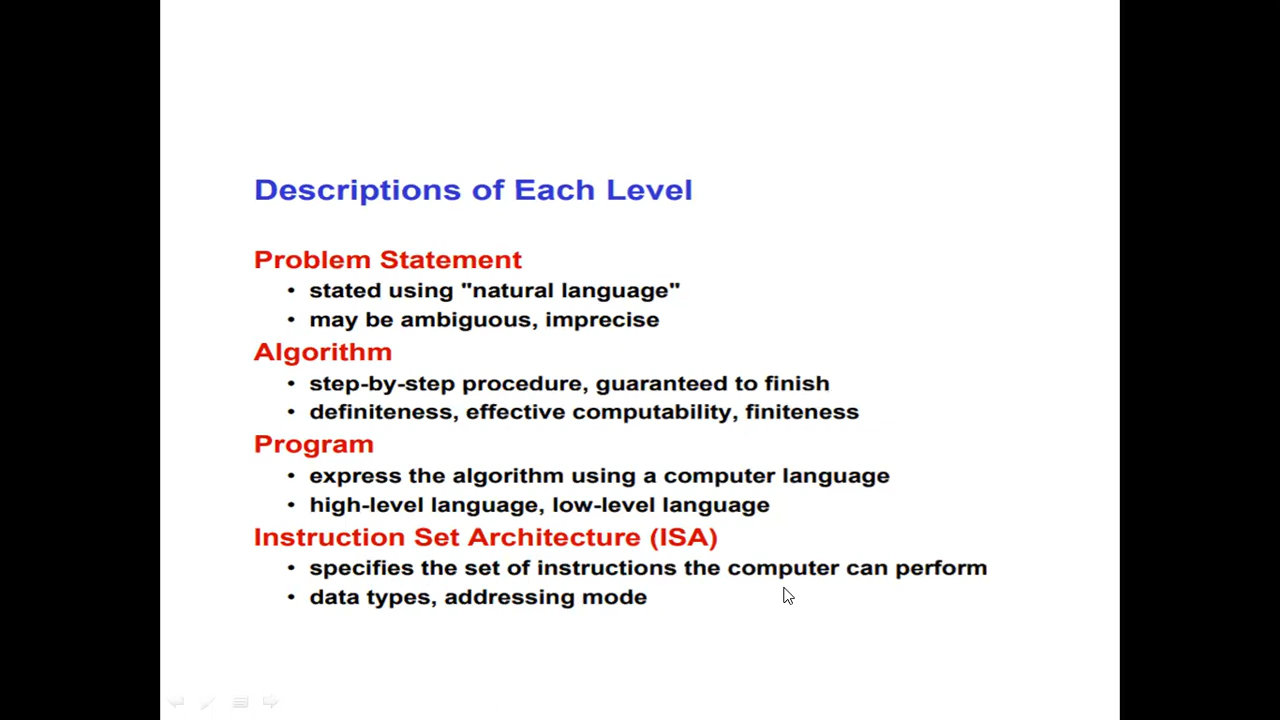 Descriptions of Each Level
Problem Statement
• stated using "natural language"
• may be ambiguous, imprecise
Algorithm
• step-by-step procedure, guaranteed to finish
• definiteness, effective computability, finiteness
Program
• express the algorithm using a computer language
• high-level language, low-level language
Instruction Set Architecture (ISA)
• specifies the set of instructions the computer can perform
• data types, addressing mode